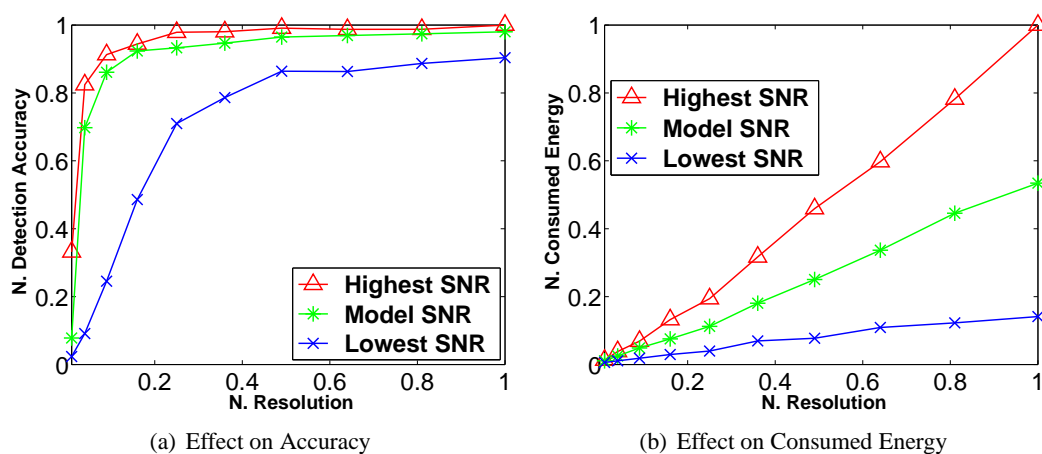 N. Detection Accuracy
1
0.8
0.6
0.4
0.2
0
0.2
0.4
0.6
0.8
1
N. Resolution
Highest SNR
Model SNR
Lowest SNR
(a) Effect on Accuracy
N. Consumed Energy
1
0.8
0.6
0.4
0.2
0
0.2
0.4
0.6
0.8
1
N. Resolution
Highest SNR
Model SNR
Lowest SNR
(b) Effect on Consumed Energy